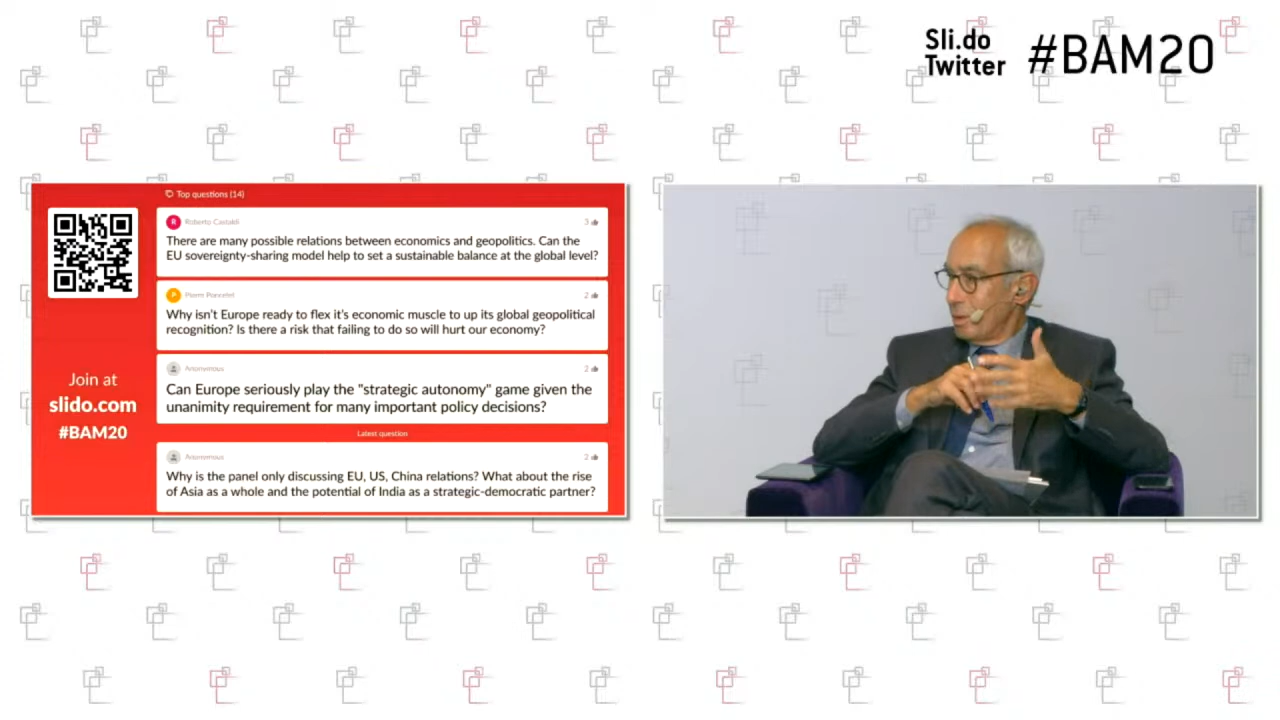 Sli.do
Twitter
#BAM20
Top questions (14)
R
Roberto Castaldi
3
There are many possible relations between economics and geopolitics. Can the
EU sovereignty-sharing model help to set a sustainable balance at the global level?
P
2
Why isn't Europe ready to flex it's economic muscle to up its global geopolitical
recognition? Is there a risk that failing to do so will hurt our economy?
Anonymous
2
Can Europe seriously play the "strategic autonomy" game given the
unanimity requirement for many important policy decisions?
Latest question
Anonymous
2
Why is the panel only discussing EU, US, China relations? What about the rise
of Asia as a whole and the potential of India as a strategic-democratic partner?
Join at
slido.com
#BAM20